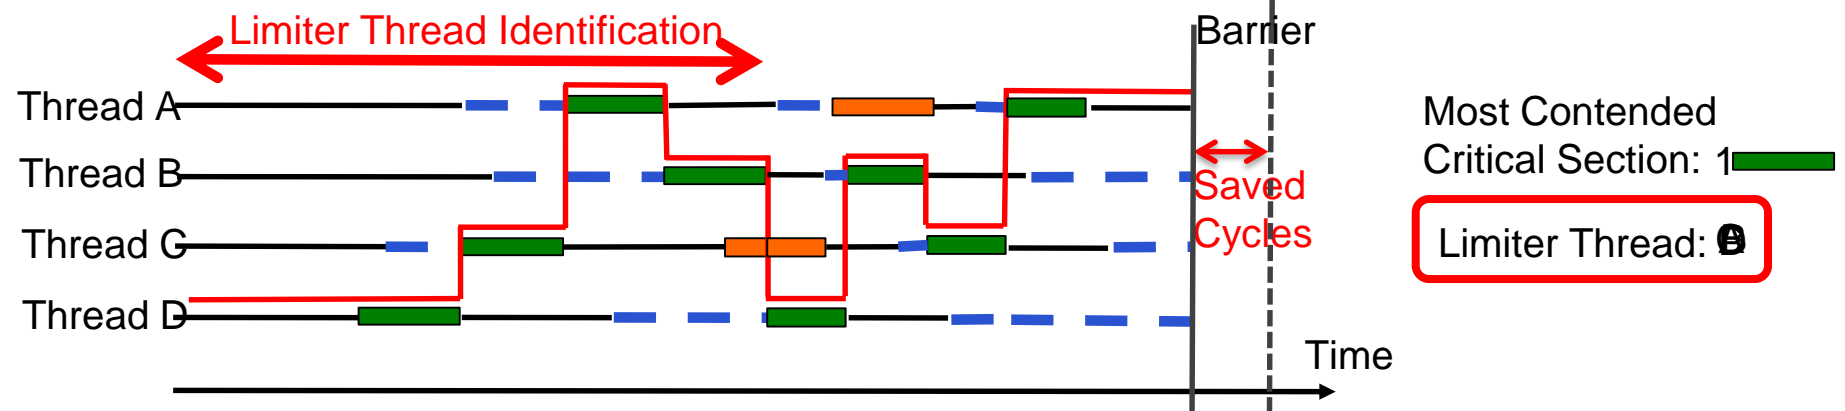 Limiter Thread Identification
Barrier
Thread A
Most Contended
Critical Section: 1
Thread B
Saved
Cycles
Thread C
Limiter Thread:
Thread D
Time